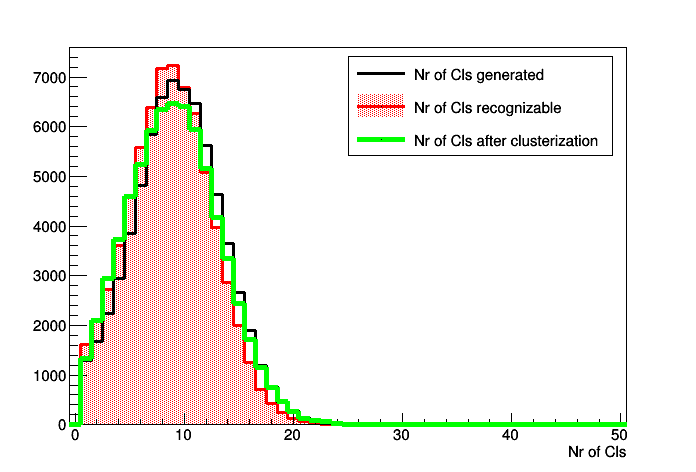 Nr of Cls generated
Nr of Cls recognizable
Nr of Cls after clusterization
7000
6000
5000
4000
3000
2000
1000
0
0 10 20 30 40 50
Nr of Cls